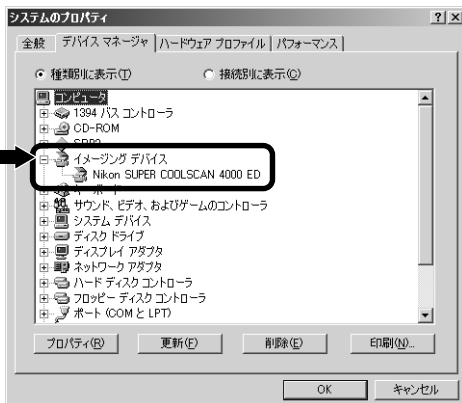 システムのプロパティ
全般 デバイス マネージャ ハードウェア プロファイル パフォーマンス
種類別に表示(T) 接続別に表示(C)
コンピュータ
1394 バス コントローラ
CD-ROM
SBP2
イメージング デバイス
Nikon SUPER COOLSCAN 4000 ED
キーボード
サウンド、ビデオ、およびゲームのコントローラ
システム デバイス
ディスク ドライブ
ディスプレイ アダプタ
ネットワーク アダプタ
ハード ディスク コントローラ
フロッピー ディスク コントローラ
ポート (COM と LPT)
プロパティ(R) 更新(F) 削除(E) 印刷(N)...
OK キャンセル